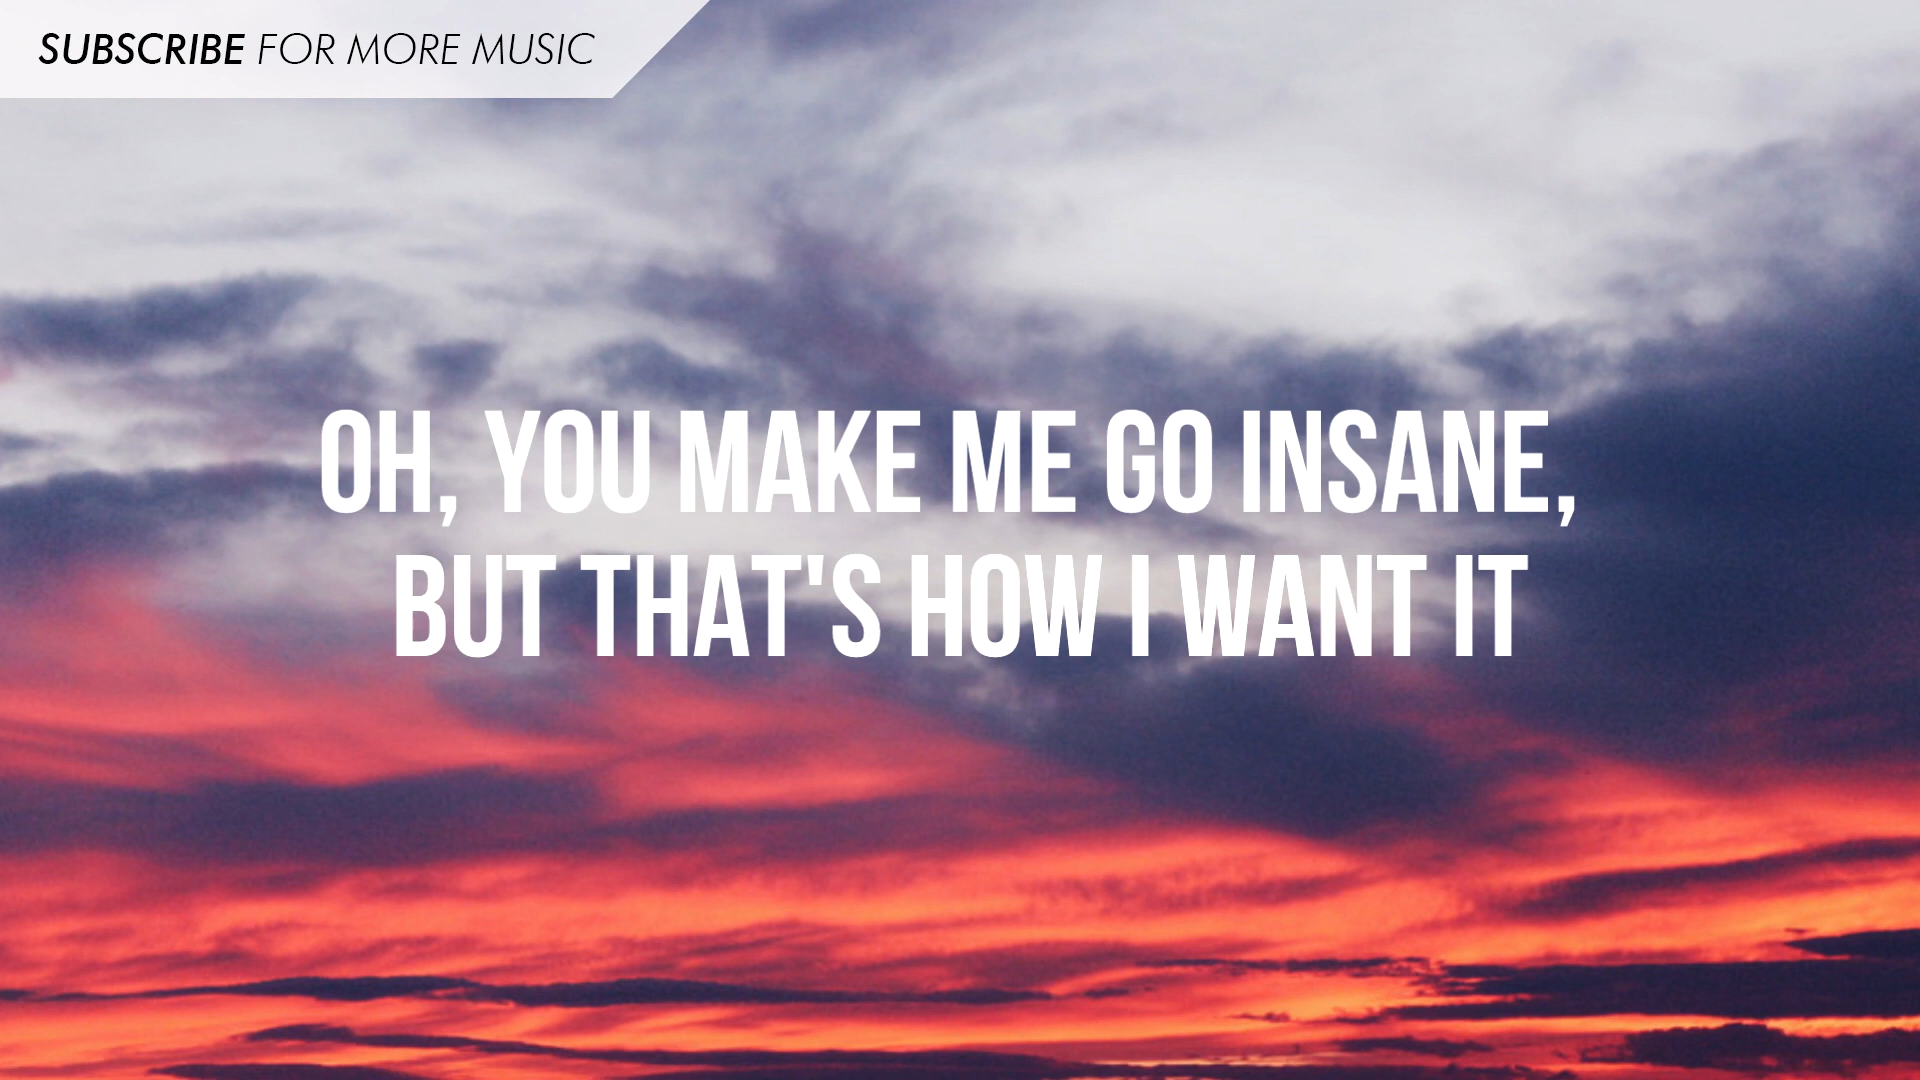 SUBSCRIBE FOR MORE MUSIC
OH, YOU MAKE ME GO INSANE,
BUT THAT'S HOW I WANT IT